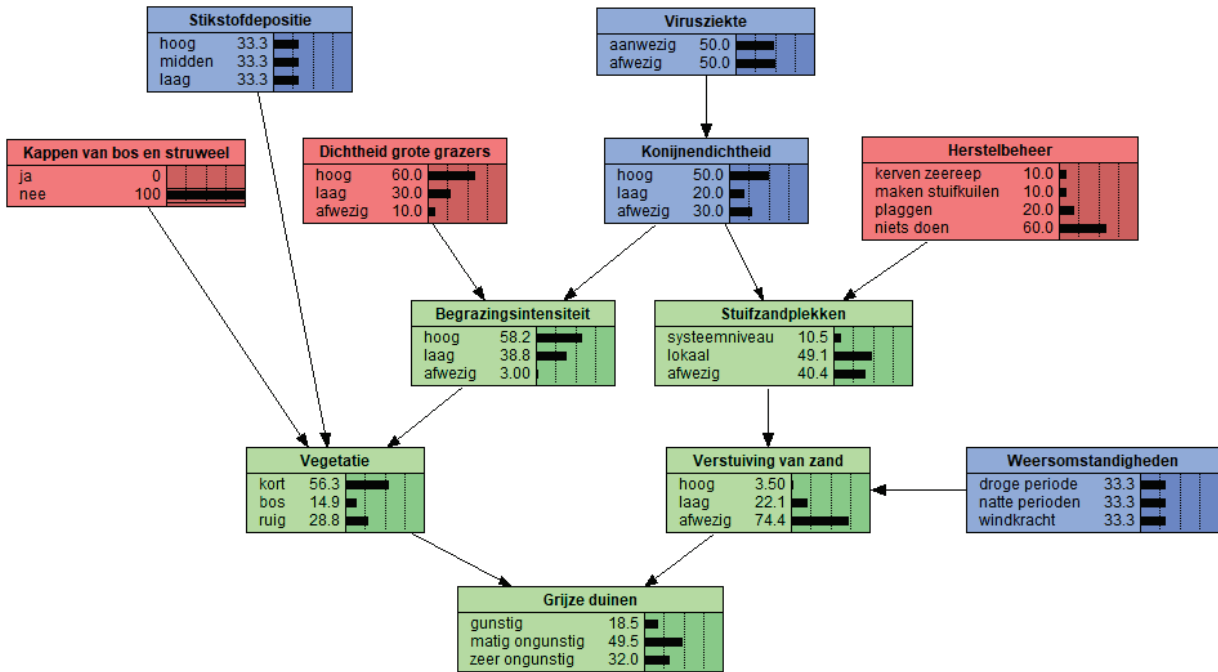 Stikstofdepositie
hoog 33.3
midden 33.3
laag 33.3
Virusziekte
aanwezig 50.0
afwezig 50.0
Kappen van bos en struweel
ja 0
nee 100
Dichtheid grote grazers
hoog 60.0
laag 30.0
afwezig 10.0
Konijnendichtheid
hoog 50.0
laag 20.0
afwezig 30.0
Herstelbeheer
kerven zeereep 10.0
maken stuifkuilen 10.0
plaggen 20.0
niets doen 60.0
Begrazingsintensiteit
hoog 58.2
laag 38.8
afwezig 3.00
Stuifzandplekken
systeemniveau 10.5
lokaal 49.1
afwezig 40.4
Vegetatie
kort 56.3
bos 14.9
ruig 28.8
Verstuiving van zand
hoog 3.50
laag 22.1
afwezig 74.4
Weersomstandigheden
droge periode 33.3
natte perioden 33.3
windkracht 33.3
Grijze duinen
gunstig 18.5
matig ongunstig 49.5
zeer ongunstig 32.0